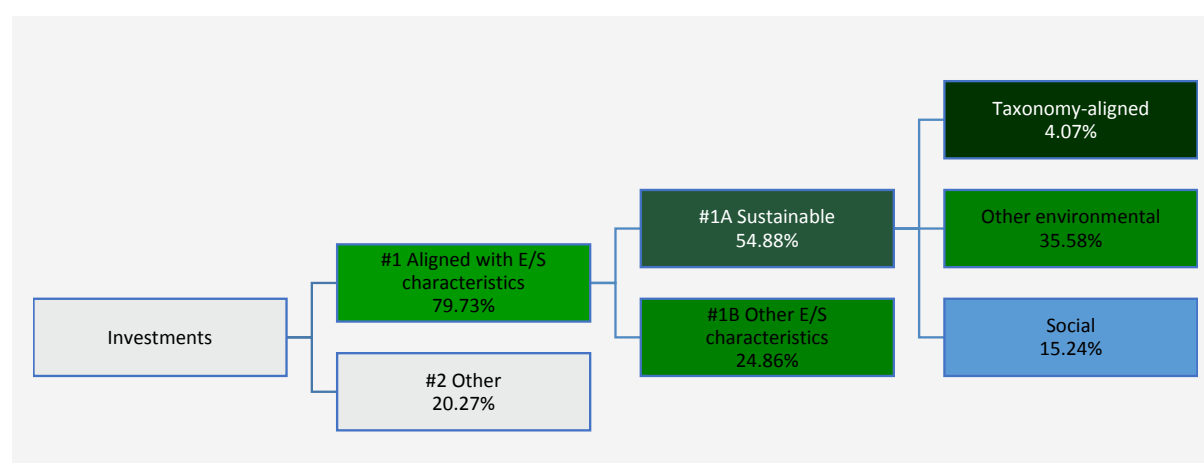 Investments
#1 Aligned with E/S
characteristics
79.73%
#2 Other
20.27%
#1A Sustainable
54.88%
#1B Other E/S
characteristics
24.86%
Taxonomy-aligned
4.07%
Other environmental
35.58%
Social
15.24%